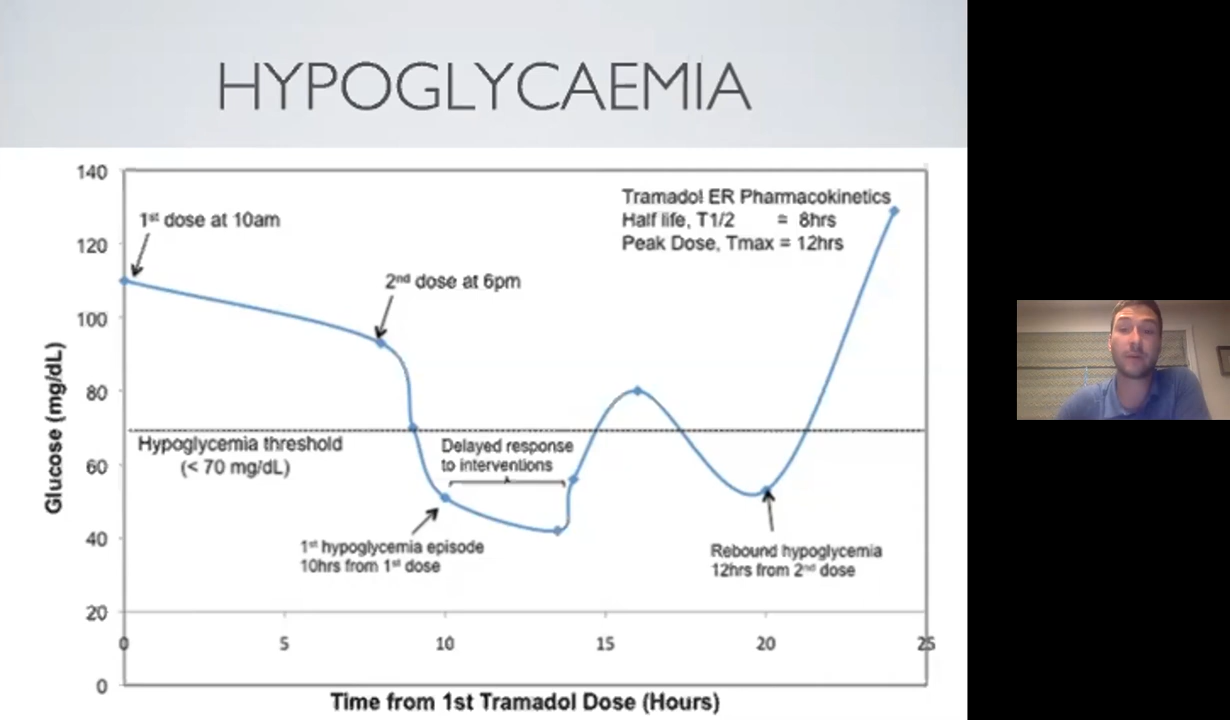 HYPOGLYCAEMIA
140
120
100
80
60
40
20
0
Glucose (mg/dL)
1st dose at 10am
2nd dose at 6pm
Tramadol ER Pharmacokinetics
Half life, T1/2 = 8hrs
Peak Dose, Tmax = 12hrs
Hypoglycemia threshold
(< 70 mg/dL)
Delayed response
to interventions
1st hypoglycemia episode
10hrs from 1st dose
Rebound hypoglycemia
12hrs from 2nd dose
0 5 10 15 20 25
Time from 1st Tramadol Dose (Hours)